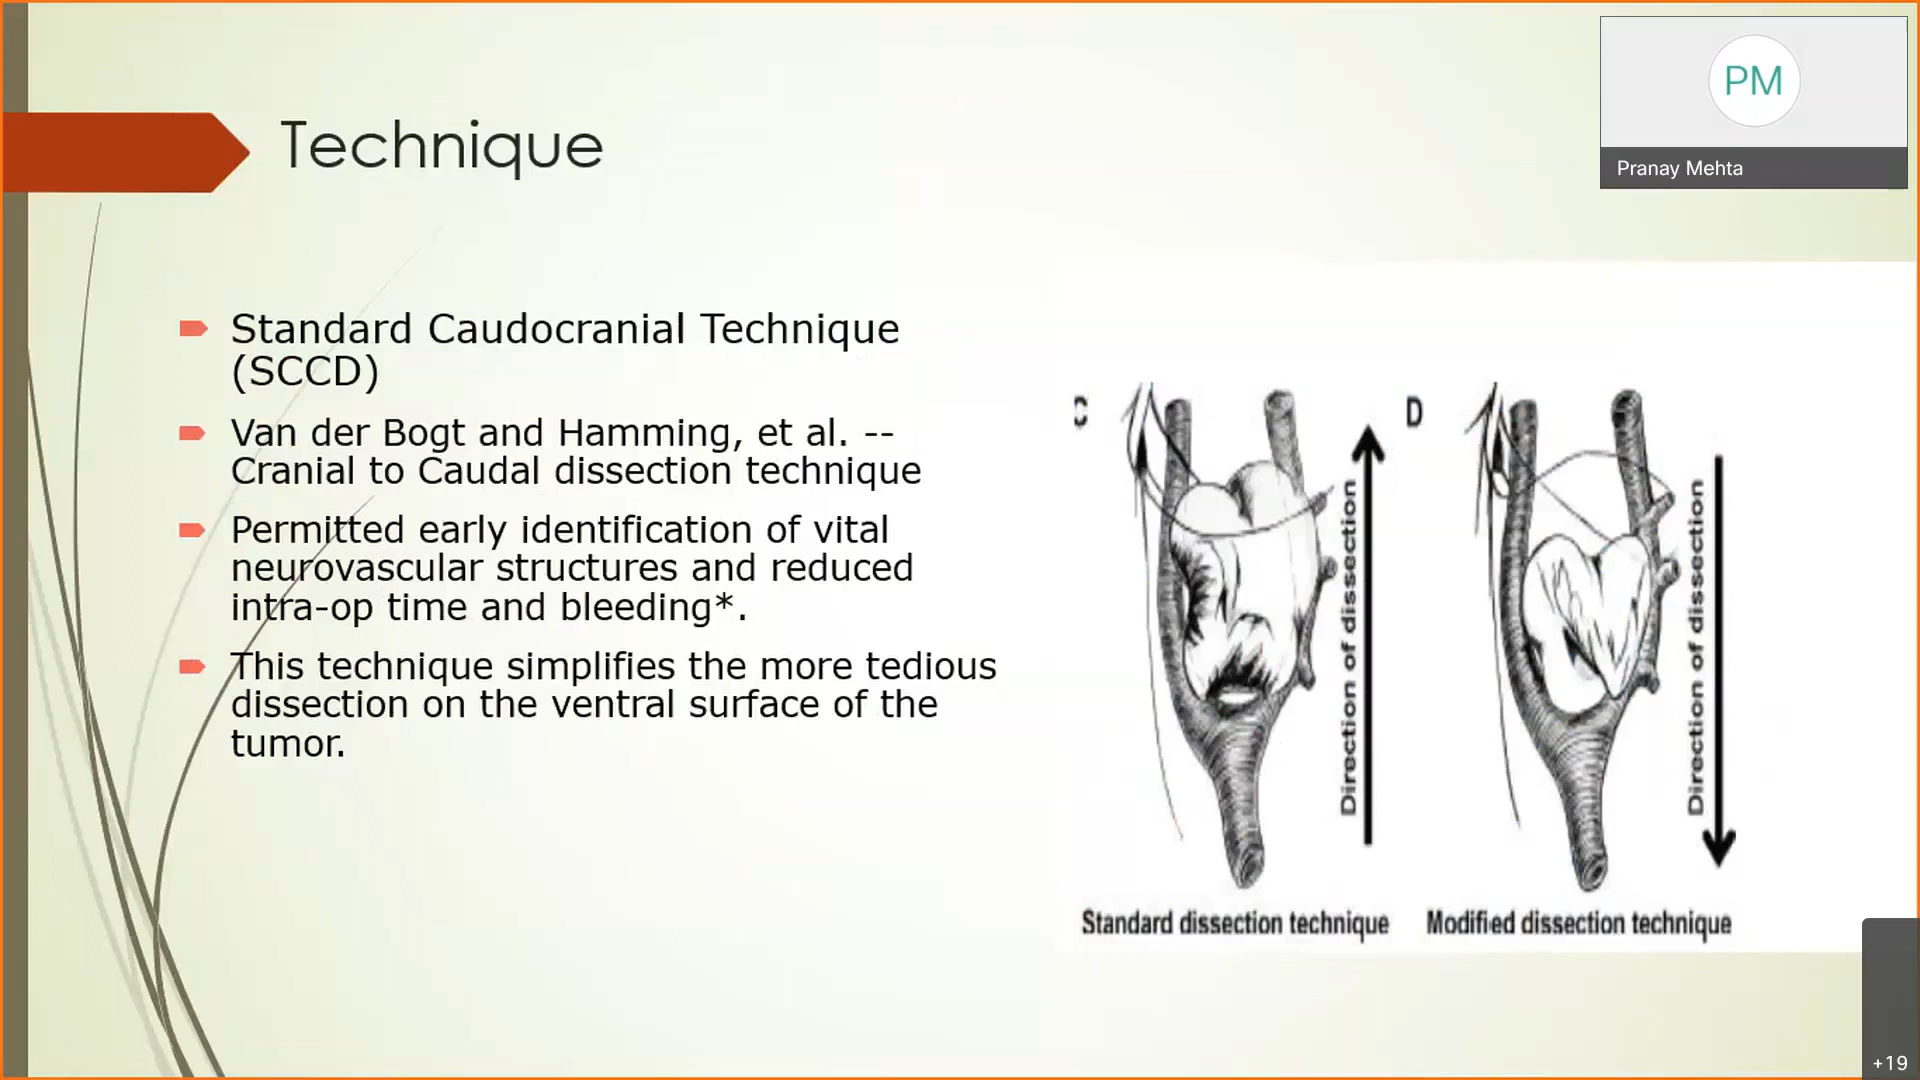 Technique
PM
Pranay Mehta
Standard Caudocranial Technique
(SCCD)
Van der Bogt and Hamming, et al. --
Cranial to Caudal dissection technique
Permitted early identification of vital
neurovascular structures and reduced
intra-op time and bleeding*.
This technique simplifies the more tedious
dissection on the ventral surface of the
tumor.
C
Direction of dissection
Standard dissection technique
D
Direction of dissection
Modified dissection technique
+19